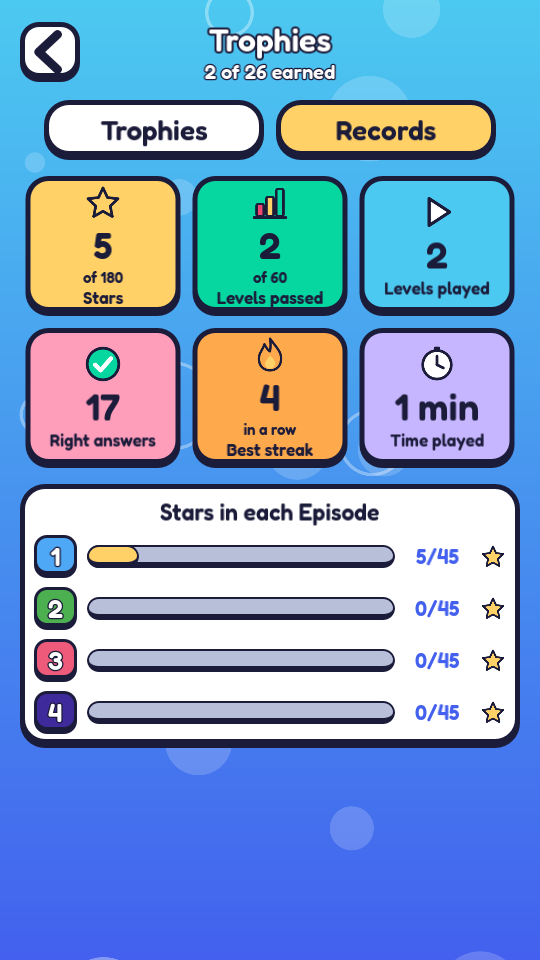 Trophies
2 of 26 earned
Trophies
Records
5
of 180
Stars
2
of 60
Levels passed
2
Levels played
17
Right answers
4
in a row
Best streak
1 min
Time played
Stars in each Episode
1
5/45
2
0/45
3
0/45
4
0/45